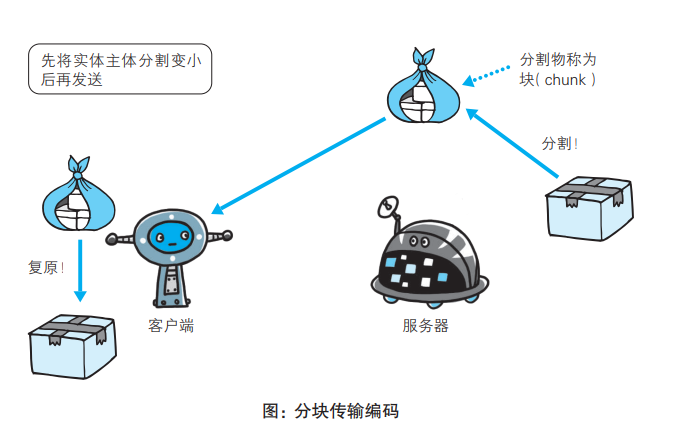 先将实体主体分割变小
后再发送
分割物称为
块( chunk )
分割!
复原!
客户端
服务器
图: 分块传输编码